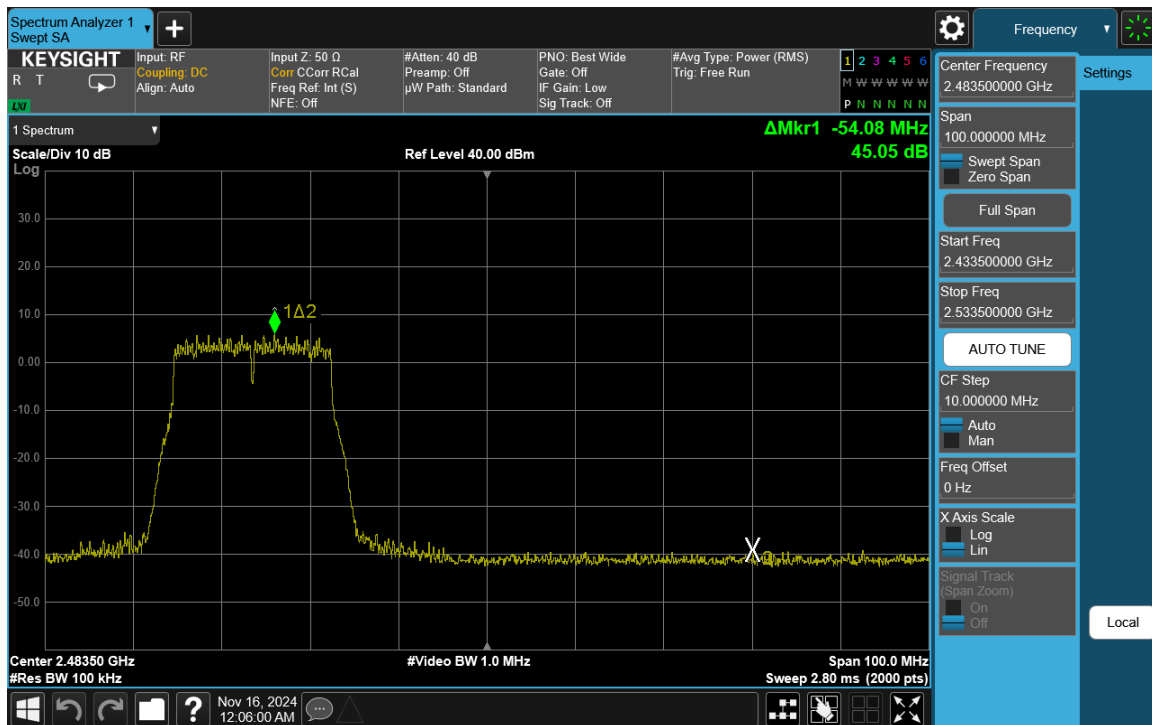 Spectrum Analyzer 1
Swept SA
+
Frequency
KEYSIGHT
R T
LXI
Input: RF
Coupling: DC
Align: Auto
Input Z: 50 Ω
Corr CCorr RCal
Freq Ref: Int (S)
NFE: Off
#Atten: 40 dB
Preamp: Off
µW Path: Standard
PNO: Best Wide
Gate: Off
IF Gain: Low
Sig Track: Off
#Avg Type: Power (RMS)
Trig: Free Run
1 2 3 4 5 6
M W W W W W
P N N N N N
1 Spectrum
ΔMkr1 -54.08 MHz
Scale/Div 10 dB
Ref Level 40.00 dBm
45.05 dB
Log
30.0
20.0
10.0
0.00
-10.0
-20.0
-30.0
-40.0
-50.0
1Δ2
X
Center 2.48350 GHz
#Video BW 1.0 MHz
Span 100.0 MHz
#Res BW 100 kHz
Sweep 2.80 ms (2000 pts)
Center Frequency
2.483500000 GHz
Span
100.000000 MHz
Swept Span
Zero Span
Full Span
Start Freq
2.433500000 GHz
Stop Freq
2.533500000 GHz
AUTO TUNE
CF Step
10.000000 MHz
Auto
Man
Freq Offset
0 Hz
X Axis Scale
Log
Lin
Signal Track
(Span Zoom)
On
Off
Settings
Local
?
Nov 16, 2024
12:06:00 AM